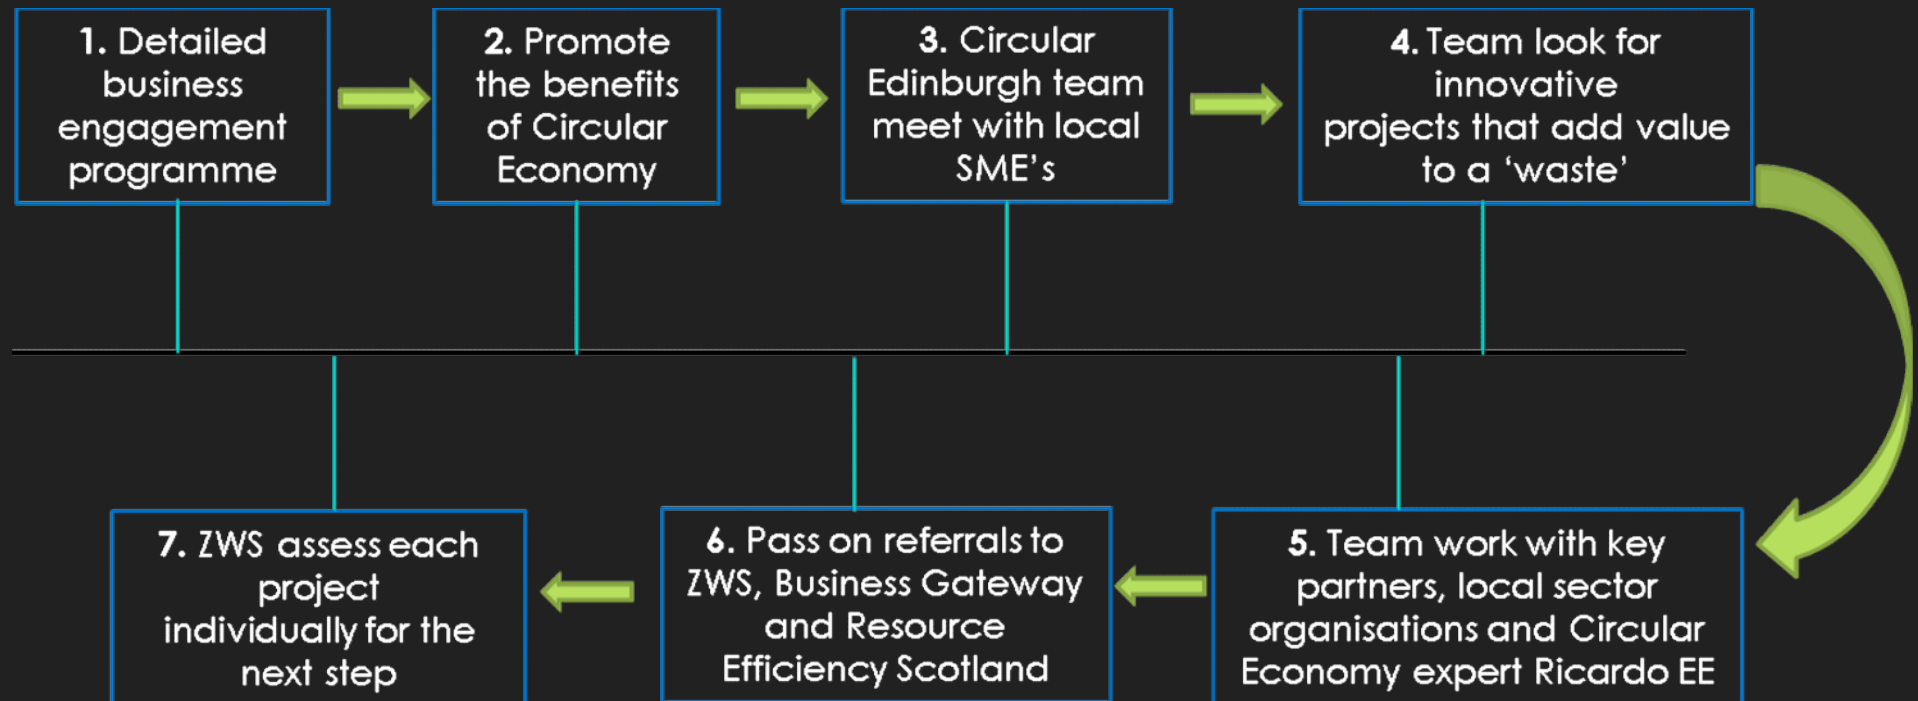 1. Detailed
business
engagement
programme
2. Promote
the benefits
of Circular
Economy
3. Circular
Edinburgh team
meet with local
SME's
4. Team look for
innovative
projects that add value
to a ‘waste’
5. Team work with key
partners, local sector
organisations and Circular
Economy expert Ricardo EE
6. Pass on referrals to
ZWS, Business Gateway
and Resource
Efficiency Scotland
7. ZWS assess each
project
individually for the
next step